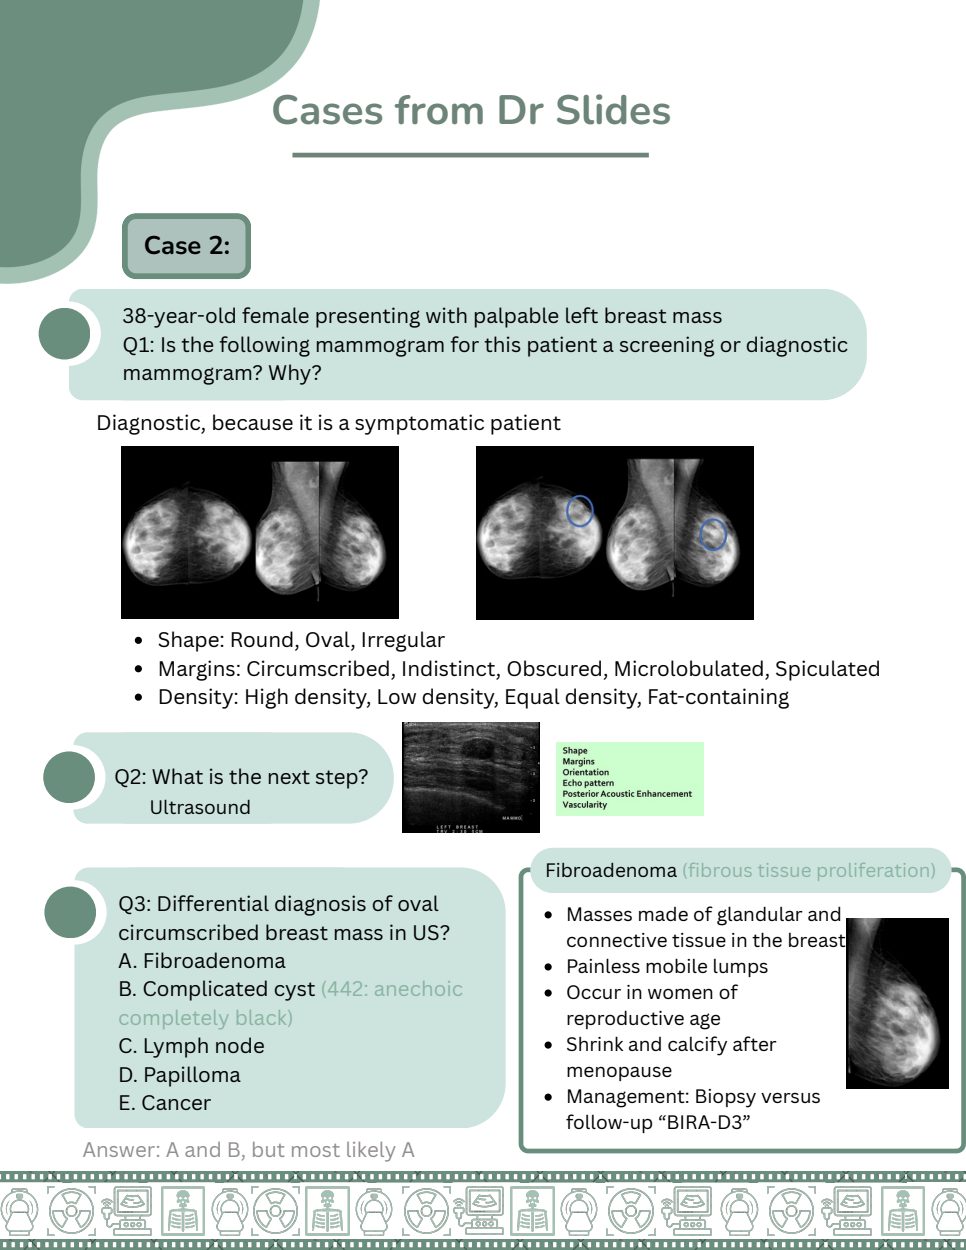 Cases from Dr Slides
Case 2:
38-year-old female presenting with palpable left breast mass
Q1: Is the following mammogram for this patient a screening or diagnostic
mammogram? Why?
Diagnostic, because it is a symptomatic patient
• Shape: Round, Oval, Irregular
• Margins: Circumscribed, Indistinct, Obscured, Microlobulated, Spiculated
• Density: High density, Low density, Equal density, Fat-containing
Q2: What is the next step?
Ultrasound
LEFT BREAST
MAMMO
Shape
Margins
Orientation
Echo pattern
Posterior Acoustic Enhancement
Vascularity
Q3: Differential diagnosis of oval
circumscribed breast mass in US?
A. Fibroadenoma
B. Complicated cyst (442: anechoic
completely black)
C. Lymph node
D. Papilloma
E. Cancer
Answer: A and B, but most likely A
Fibroadenoma (fibrous tissue proliferation)
• Masses made of glandular and
connective tissue in the breast
• Painless mobile lumps
• Occur in women of
reproductive age
• Shrink and calcify after
menopause
• Management: Biopsy versus
follow-up “BIRA-D3”